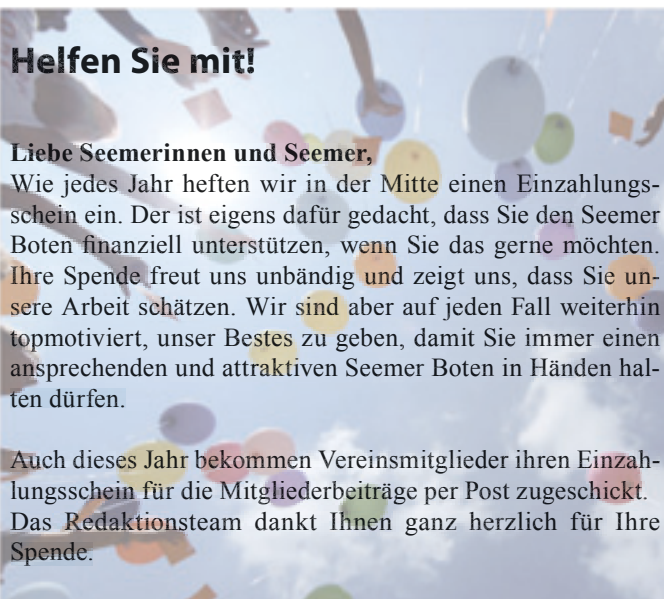 Helfen Sie mit!
Liebe Seemerinnen und Seemer,
Wie jedes Jahr heften wir in der Mitte einen Einzahlungs-
schein ein. Der ist eigens dafür gedacht, dass Sie den Seemer
Boten finanziell unterstützen, wenn Sie das gerne möchten.
Ihre Spende freut uns unbändig und zeigt uns, dass Sie un-
sere Arbeit schätzen. Wir sind aber auf jeden Fall weiterhin
topmotiviert, unser Bestes zu geben, damit Sie immer einen
ansprechenden und attraktiven Seemer Boten in Händen hal-
ten dürfen.
Auch dieses Jahr bekommen Vereinsmitglieder ihren Einzah-
lungsschein für die Mitgliederbeiträge per Post zugeschickt.
Das Redaktionsteam dankt Ihnen ganz herzlich für Ihre
Spende.